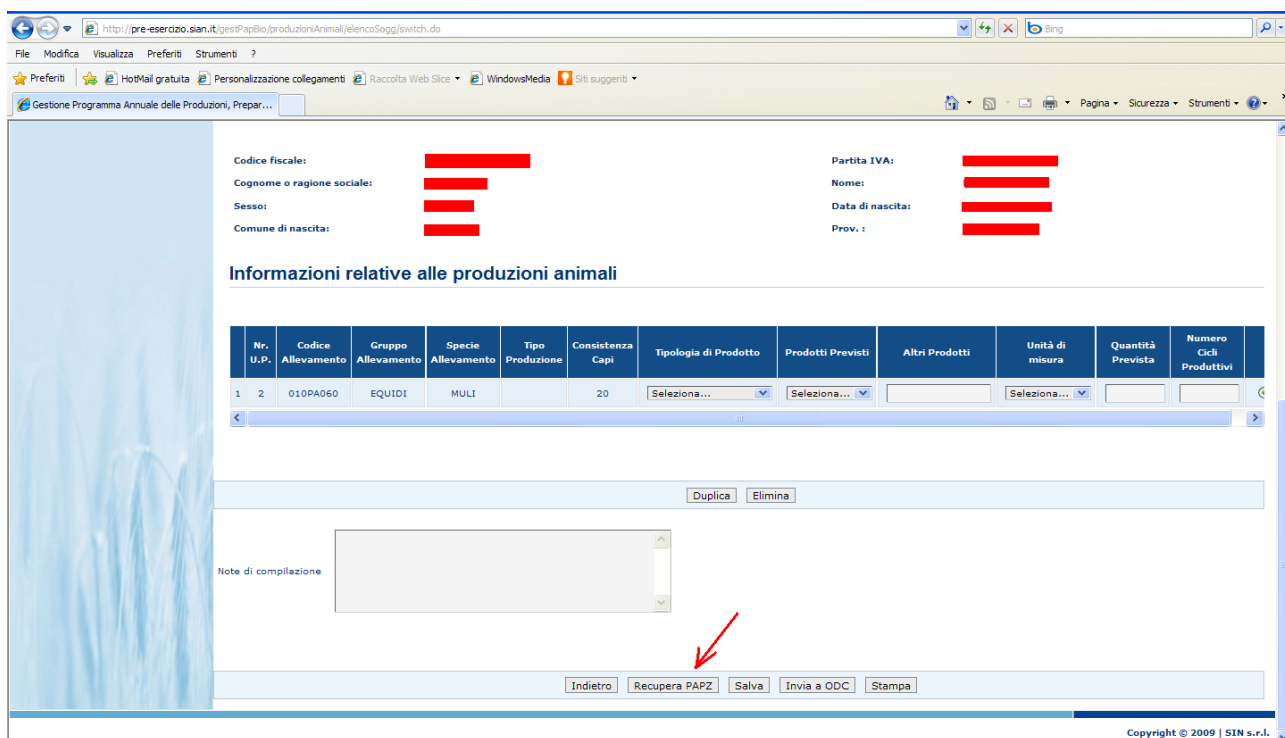 http://pre-esercizio.sian.it/gestPapBio/produzioniAnimali/elencoSogg/switch.do
Bing
File Modifica Visualizza Preferiti Strumenti ?
Preferiti HotMail gratuita Personalizzazione collegamenti Raccolta Web Slice WindowsMedia Siti suggeriti
Gestione Programma Annuale delle Produzioni, Prepar... Pagina Sicurezza Strumenti
Codice fiscale: Partita IVA:
Cognome o ragione sociale: Nome:
Sesso: Data di nascita:
Comune di nascita: Prov. :
Informazioni relative alle produzioni animali
Nr. U.P. Codice Allevamento Gruppo Allevamento Specie Allevamento Tipo Produzione Consistenza Capi Tipologia di Prodotto Prodotti Previsti Altri Prodotti Unità di misura Quantità Prevista Numero Cicli Produttivi
1 2 010PA060 EQUIDI MULI 20 Seleziona... Seleziona... Seleziona...
Duplica Elimina
Note di compilazione
Indietro Recupera PAPZ Salva Invia a ODC Stampa
Copyright © 2009 | SIN s.r.l.